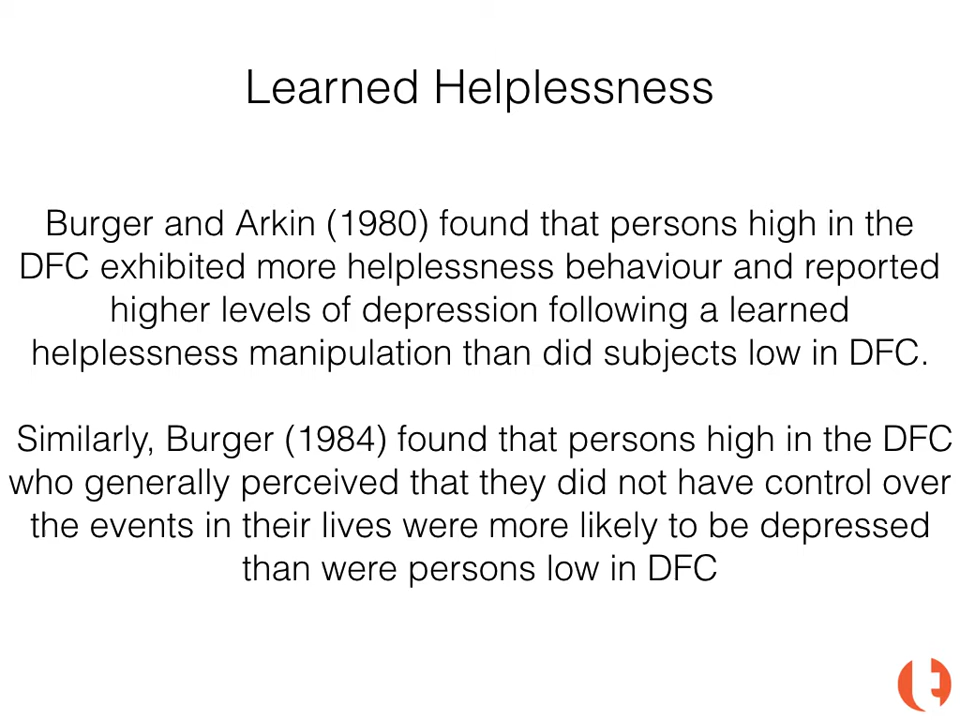 Learned Helplessness
Burger and Arkin (1980) found that persons high in the
DFC exhibited more helplessness behaviour and reported
higher levels of depression following a learned
helplessness manipulation than did subjects low in DFC.
Similarly, Burger (1984) found that persons high in the DFC
who generally perceived that they did not have control over
the events in their lives were more likely to be depressed
than were persons low in DFC